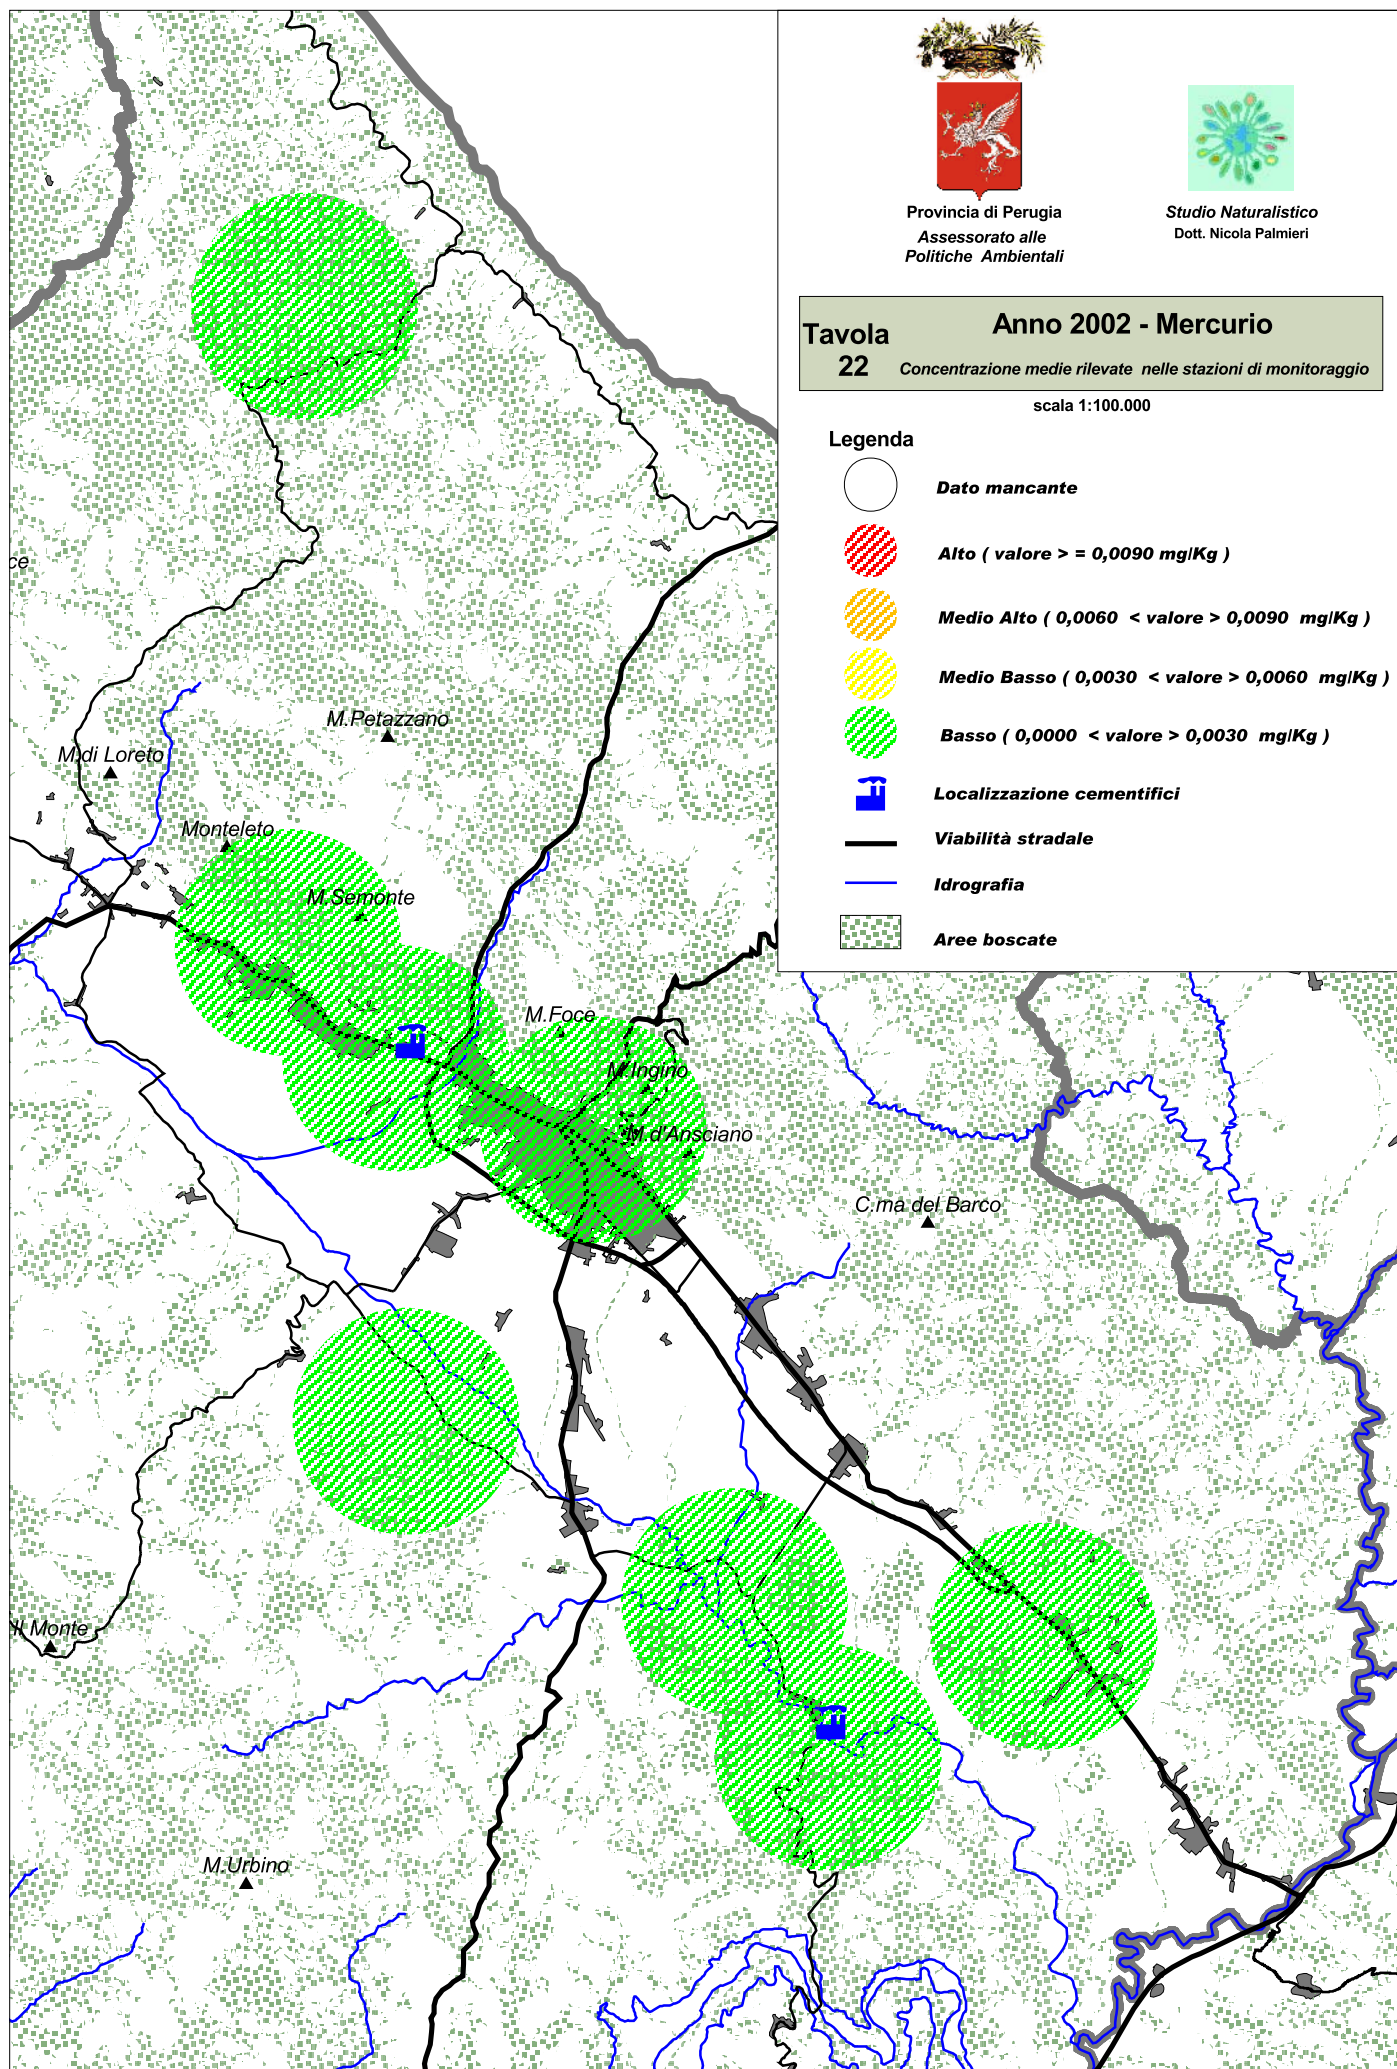 Provincia di Perugia
Assessorato alle
Politiche Ambientali
Studio Naturalistico
Dott. Nicola Palmieri
Tavola
22
Anno 2002 - Mercurio
Concentrazione medie rilevate nelle stazioni di monitoraggio
scala 1:100.000
Legenda
Dato mancante
Alto ( valore > = 0,0090 mg/Kg )
Medio Alto ( 0,0060 < valore > 0,0090 mg/Kg )
Medio Basso ( 0,0030 < valore > 0,0060 mg/Kg )
Basso ( 0,0000 < valore > 0,0030 mg/Kg )
Localizzazione cementifici
Viabilità stradale
Idrografia
Aree boscate
ce
M.Petazzano
M.di Loreto
Monteleto
M.Semonte
M.Foce
M.Ingino
M.d'Ansciano
C.ma del Barco
Il Monte
M.Urbino